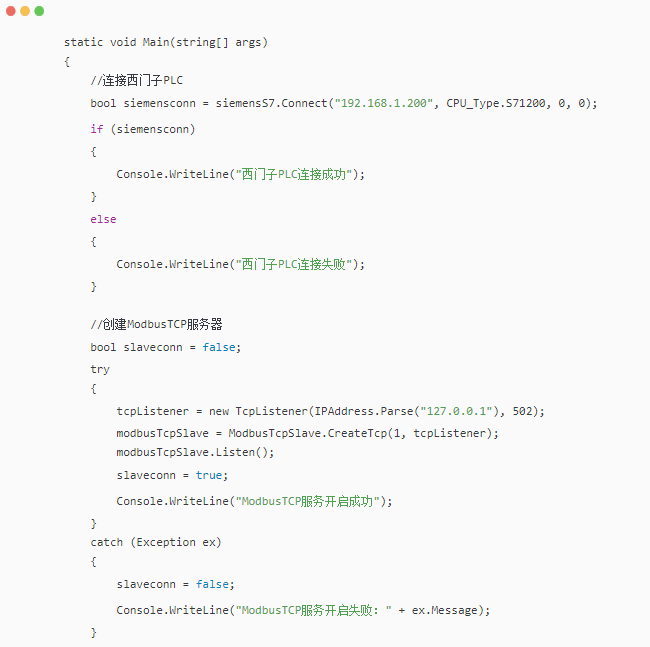 static void Main(string[] args)
{
//连接西门子PLC
bool siemensconn = siemensS7.Connect("192.168.1.200", CPU_Type.S71200, 0, 0);
if (siemensconn)
{
Console.WriteLine("西门子PLC连接成功");
}
else
{
Console.WriteLine("西门子PLC连接失败");
}
//创建ModbusTCP服务器
bool slaveconn = false;
try
{
tcpListener = new TcpListener(IPAddress.Parse("127.0.0.1"), 502);
modbusTcpSlave = ModbusTcpSlave.CreateTcp(1, tcpListener);
modbusTcpSlave.Listen();
slaveconn = true;
Console.WriteLine("ModbusTCP服务开启成功");
}
catch (Exception ex)
{
slaveconn = false;
Console.WriteLine("ModbusTCP服务开启失败：" + ex.Message);
}